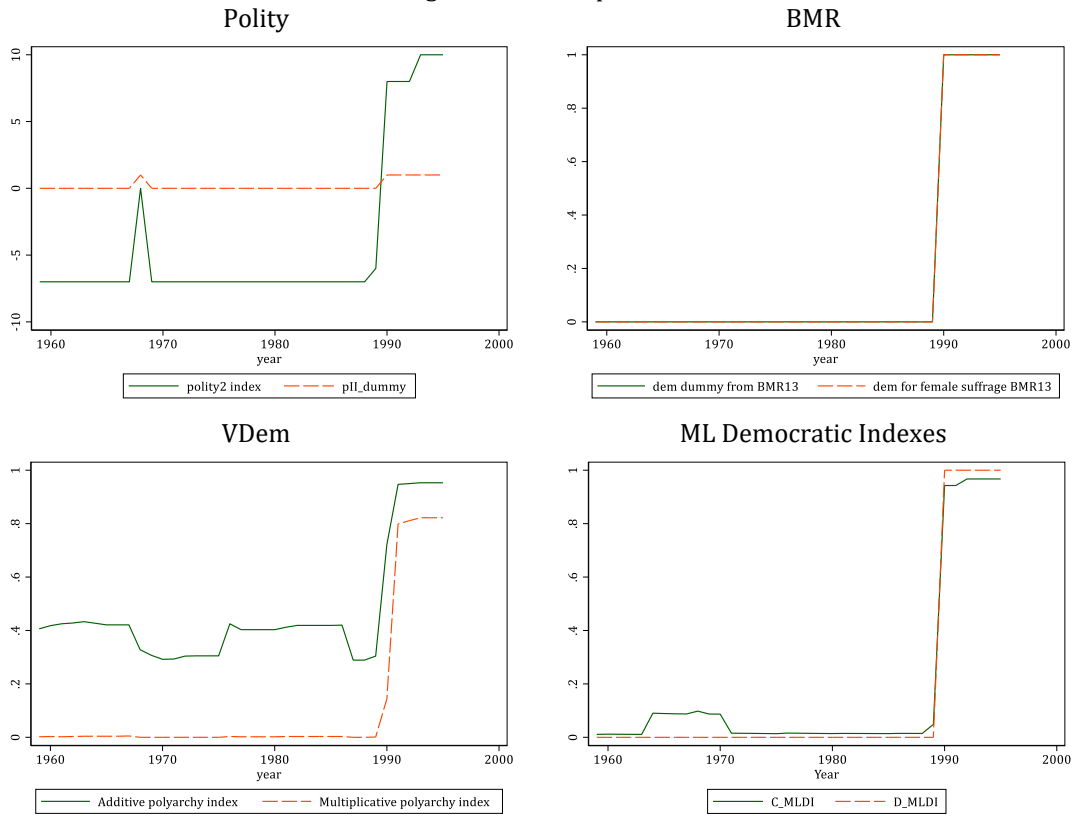 Polity
10
5
0
-5
-10
1960 1970 1980 1990 2000
year
polity2 index pII_dummy
BMR
1
.8
.6
.4
.2
0
1960 1970 1980 1990 2000
year
dem dummy from BMR13 dem for female suffrage BMR13
VDem
1
.8
.6
.4
.2
0
1960 1970 1980 1990 2000
year
Additive polyarchy index Multiplicative polyarchy index
ML Democratic Indexes
1
.8
.6
.4
.2
0
1960 1970 1980 1990 2000
Year
C_MLDI D_MLDI